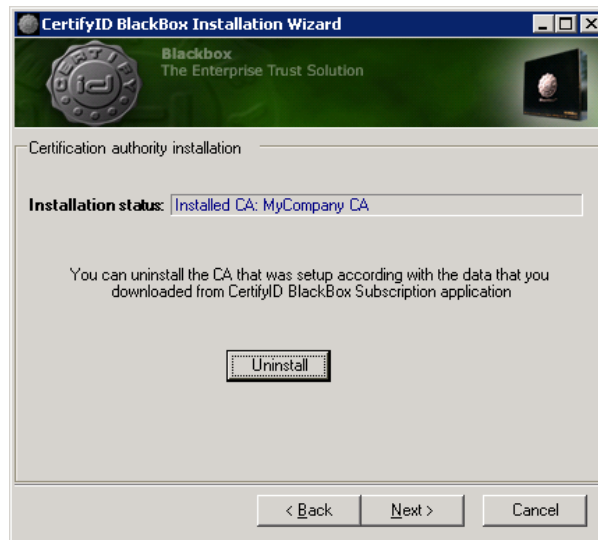 CertifyID BlackBox Installation Wizard
Blackbox
The Enterprise Trust Solution
CERTIFY
id
Certification authority installation
Installation status: Installed CA: MyCompany CA
You can uninstall the CA that was setup according with the data that you
downloaded from CertifyID BlackBox Subscription application
Uninstall
< Back Next > Cancel